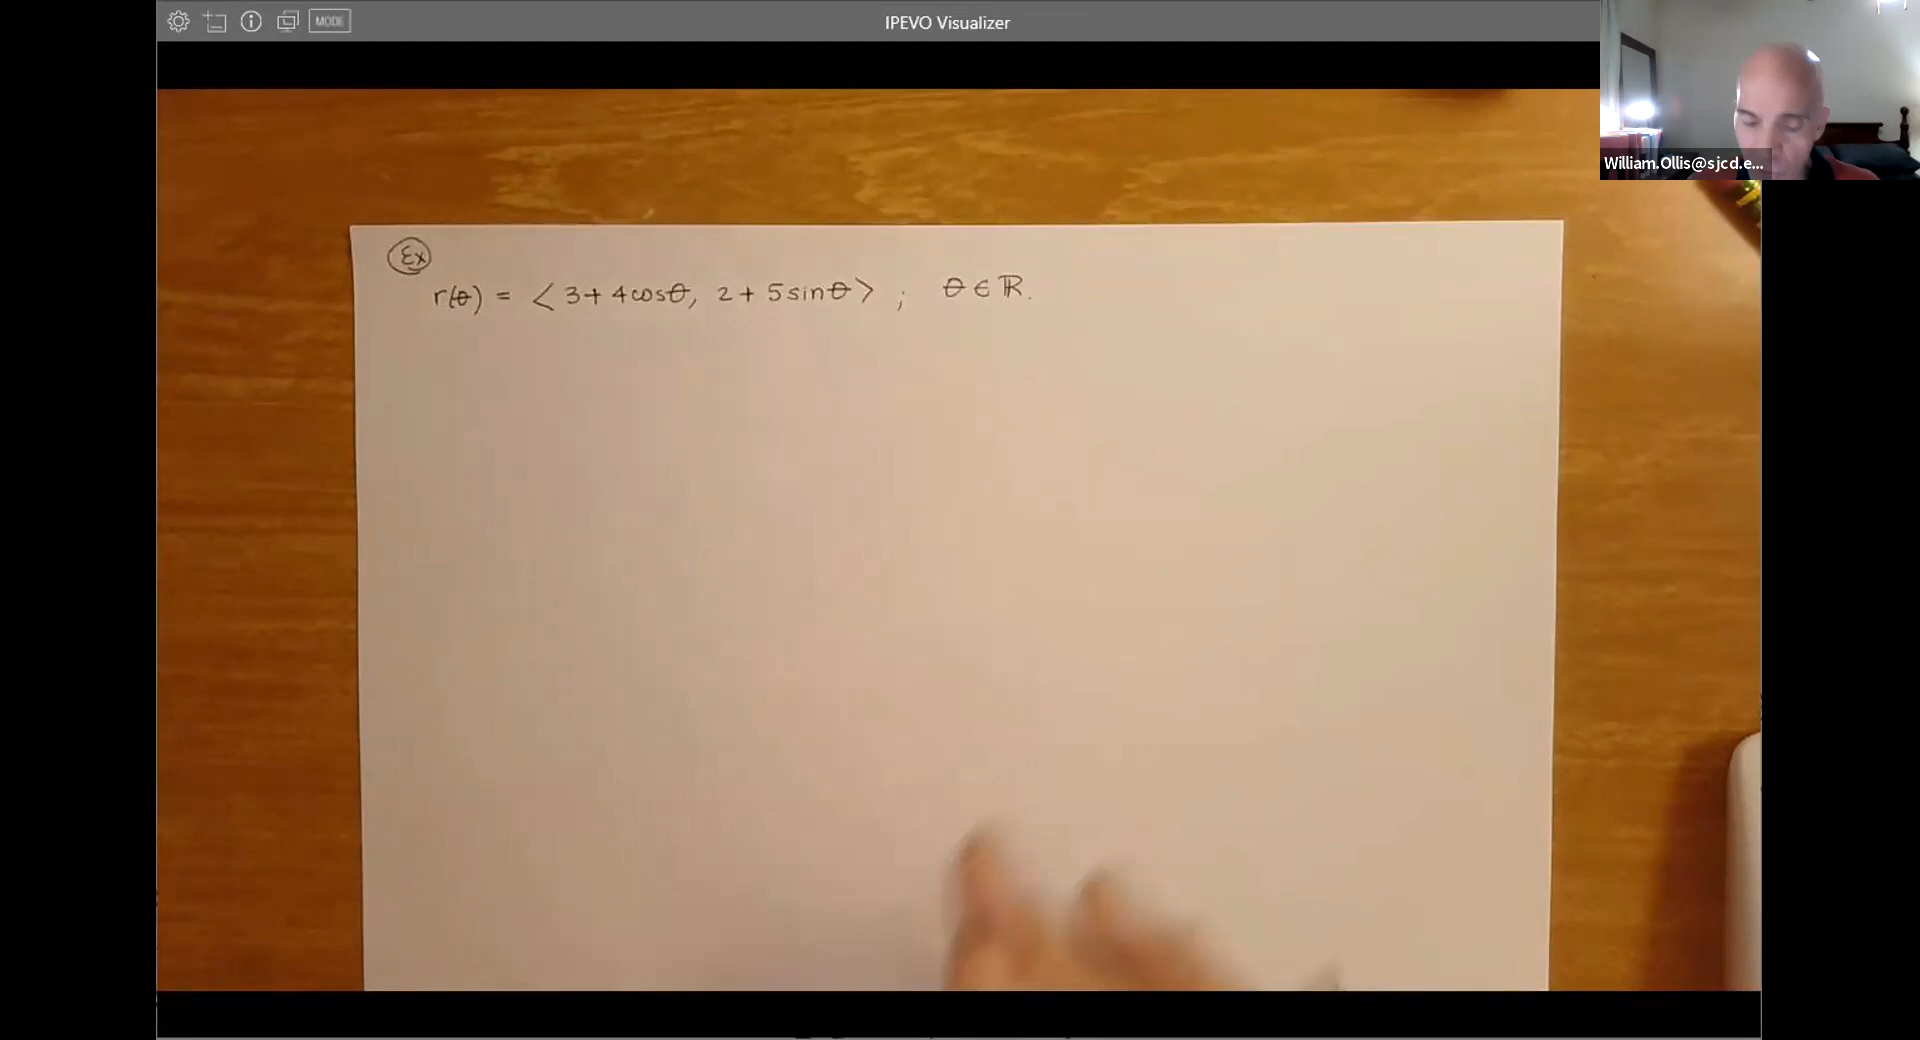 MODE
IPEVO Visualizer
William.Ollis@sjcd.e...
Ex
r(θ) = < 3 + 4cosθ, 2 + 5sinθ > ; θ ∈ ℝ.